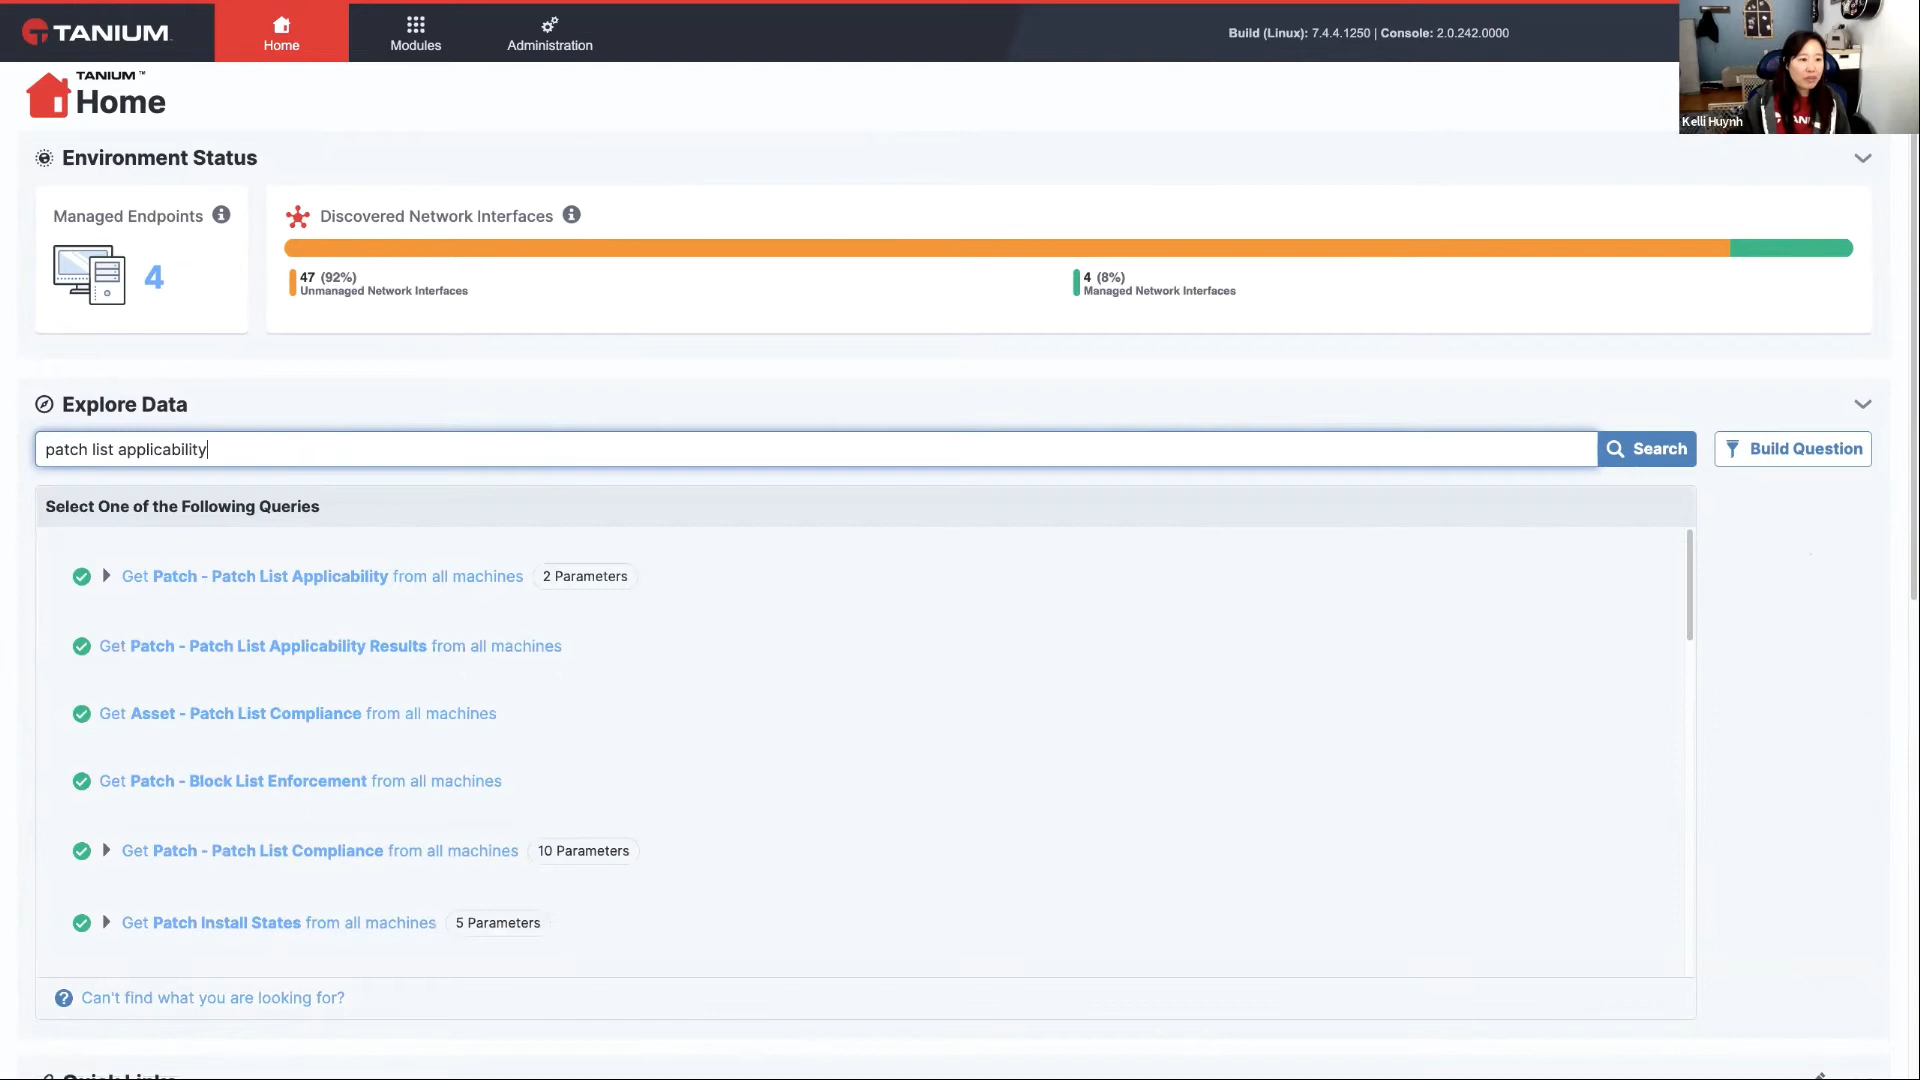 TANIUM
Home
Modules
Administration
Build (Linux): 7.4.4.1250 | Console: 2.0.242.0000
Kelli Huynh
TANIUM™
Home
Environment Status
Managed Endpoints
4
Discovered Network Interfaces
47 (92%)
Unmanaged Network Interfaces
4 (8%)
Managed Network Interfaces
Explore Data
patch list applicability
Search
Build Question
Select One of the Following Queries
Get Patch - Patch List Applicability from all machines 2 Parameters
Get Patch - Patch List Applicability Results from all machines
Get Asset - Patch List Compliance from all machines
Get Patch - Block List Enforcement from all machines
Get Patch - Patch List Compliance from all machines 10 Parameters
Get Patch Install States from all machines 5 Parameters
Can't find what you are looking for?